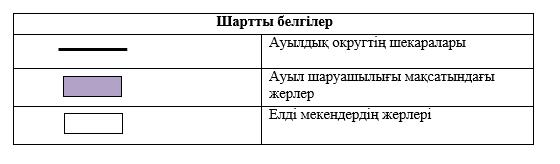 Шартты белгілер
Ауылдық округтің шекаралары
Ауыл шаруашылығы мақсатындағы
жерлер
Елді мекендердің жерлері